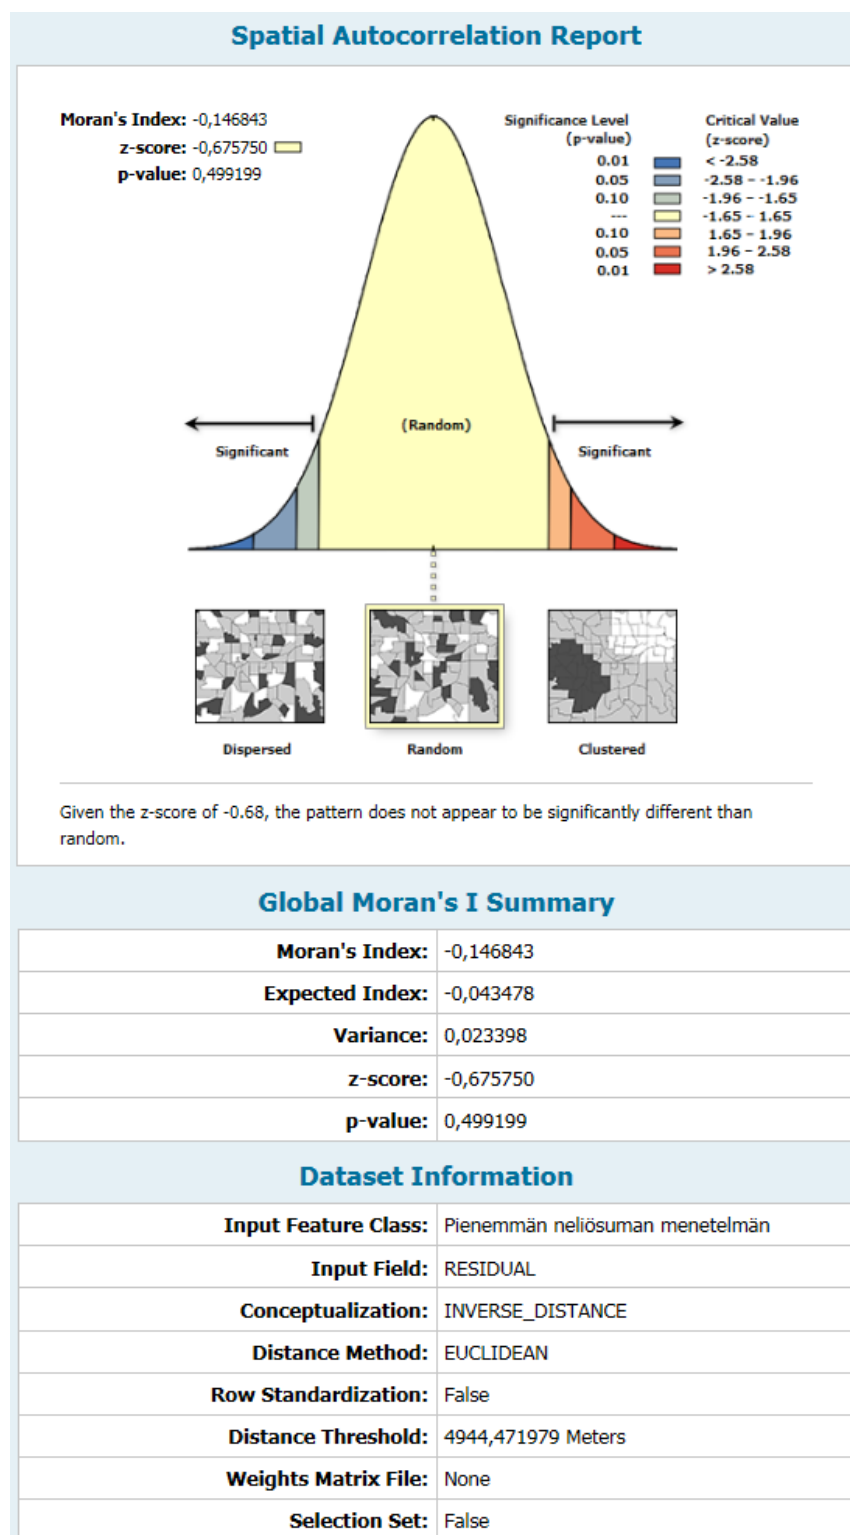 Spatial Autocorrelation Report
Moran's Index: -0,146843
z-score: -0,675750
p-value: 0,499199
Significance Level
(p-value)
Critical Value
(z-score)
0.01 < -2.58
0.05 -2.58 – -1.96
0.10 -1.96 – -1.65
--- -1.65 – 1.65
0.10 1.65 – 1.96
0.05 1.96 – 2.58
0.01 > 2.58
(Random)
Significant
Significant
Dispersed
Random
Clustered
Given the z-score of -0.68, the pattern does not appear to be significantly different than
random.
Global Moran's I Summary
Moran's Index: -0,146843
Expected Index: -0,043478
Variance: 0,023398
z-score: -0,675750
p-value: 0,499199
Dataset Information
Input Feature Class: Pienemmän neliösuman menetelmän
Input Field: RESIDUAL
Conceptualization: INVERSE_DISTANCE
Distance Method: EUCLIDEAN
Row Standardization: False
Distance Threshold: 4944,471979 Meters
Weights Matrix File: None
Selection Set: False